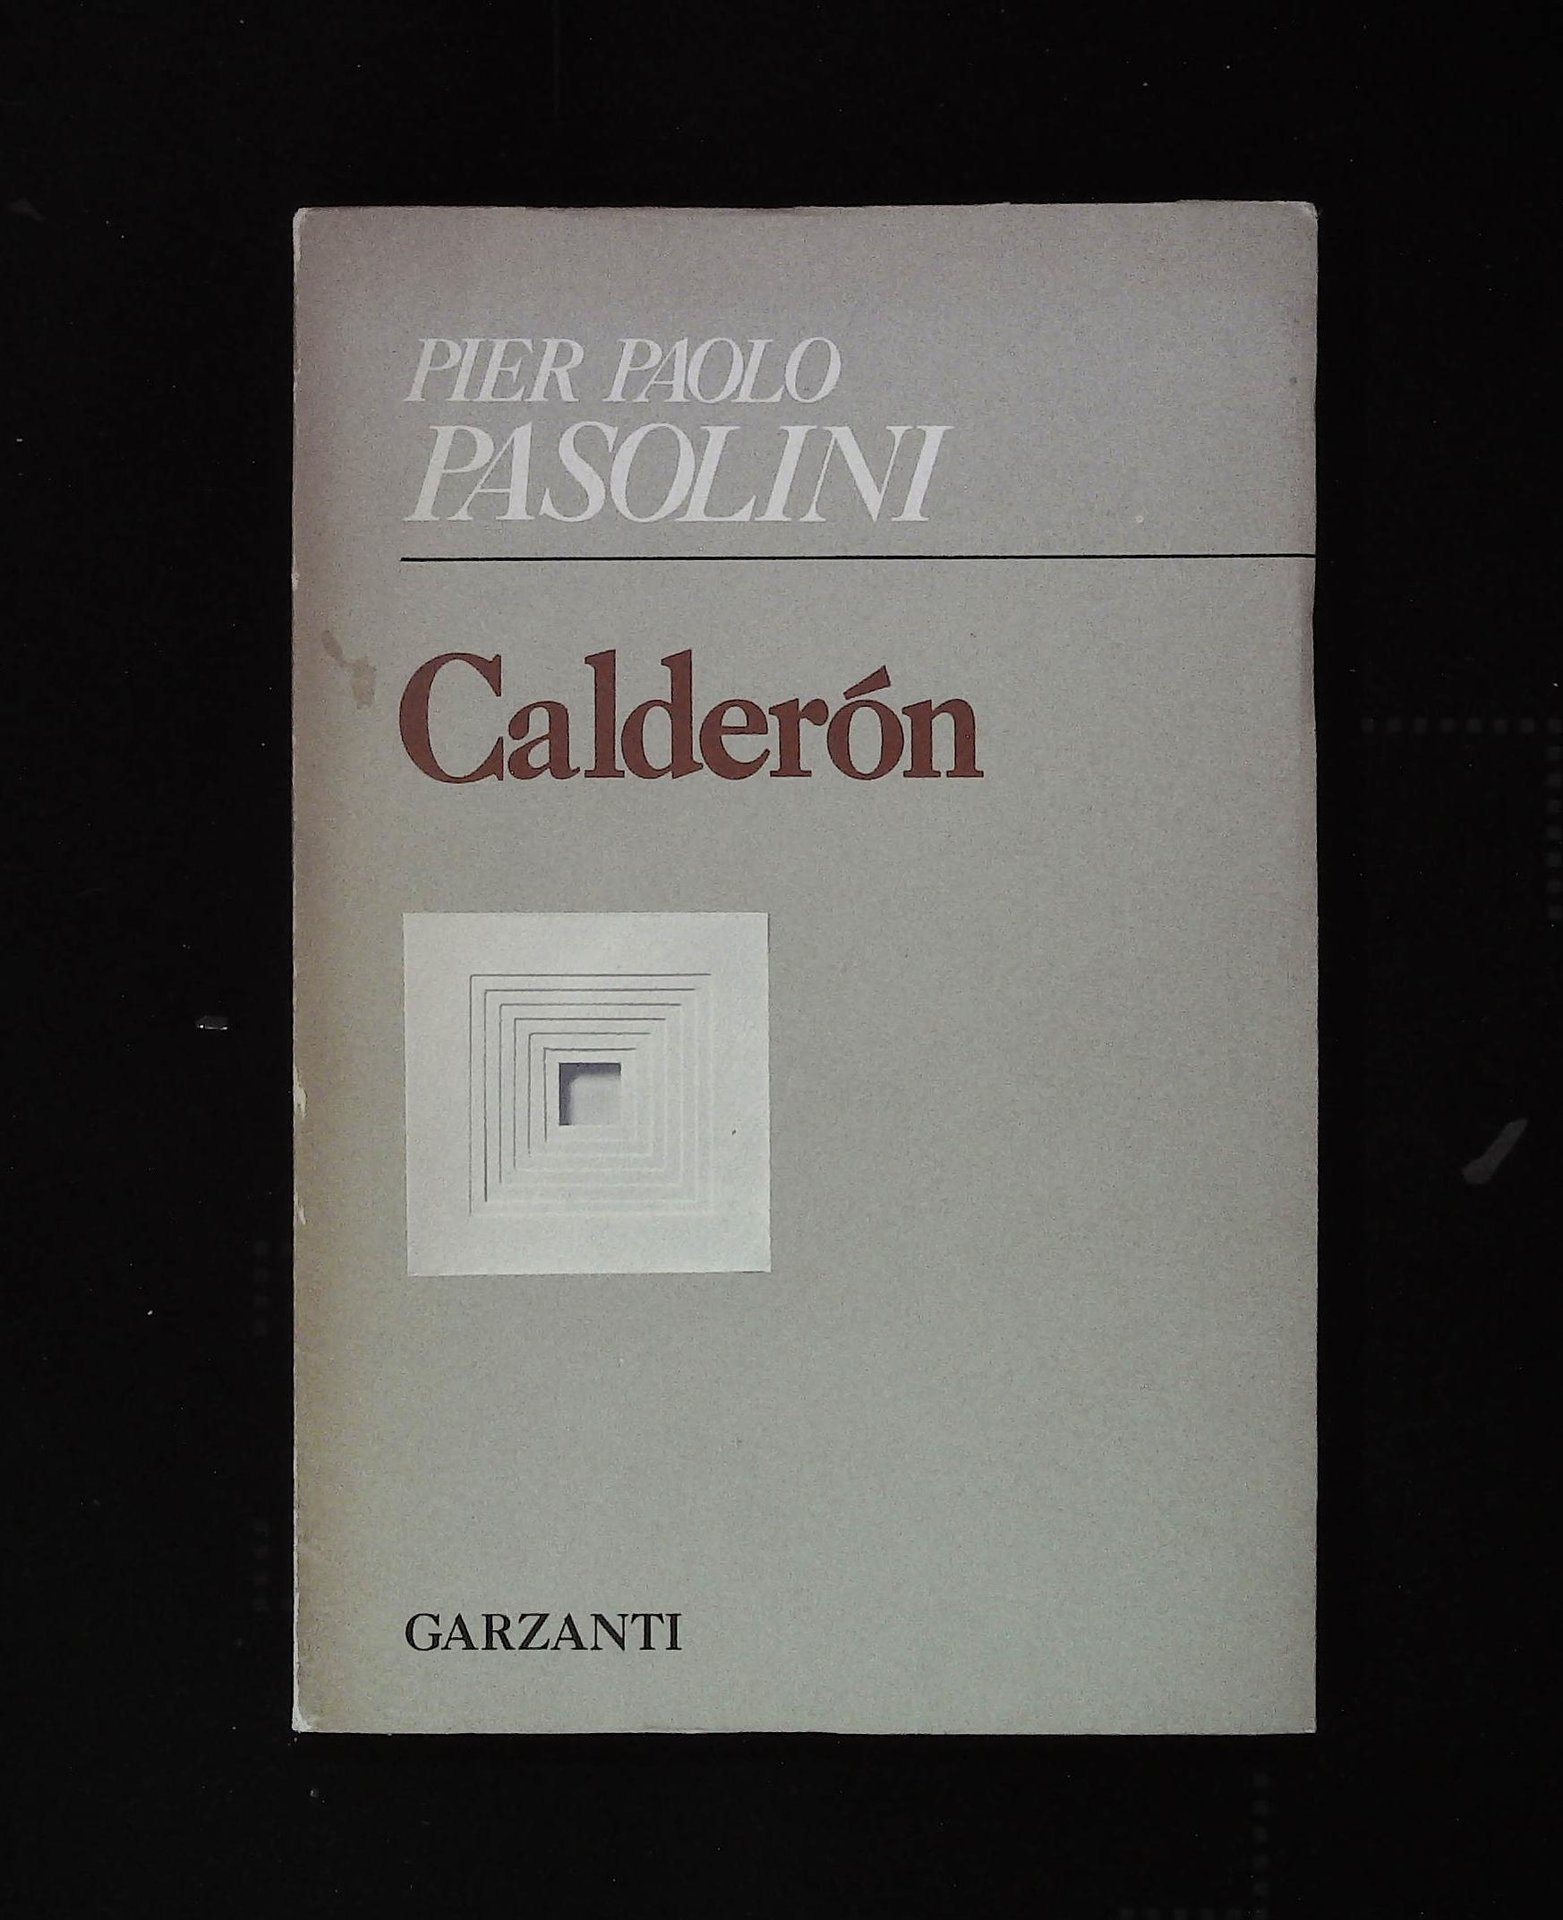 PIER PAOLO
PASOLINI
Calderón
GARZANTI